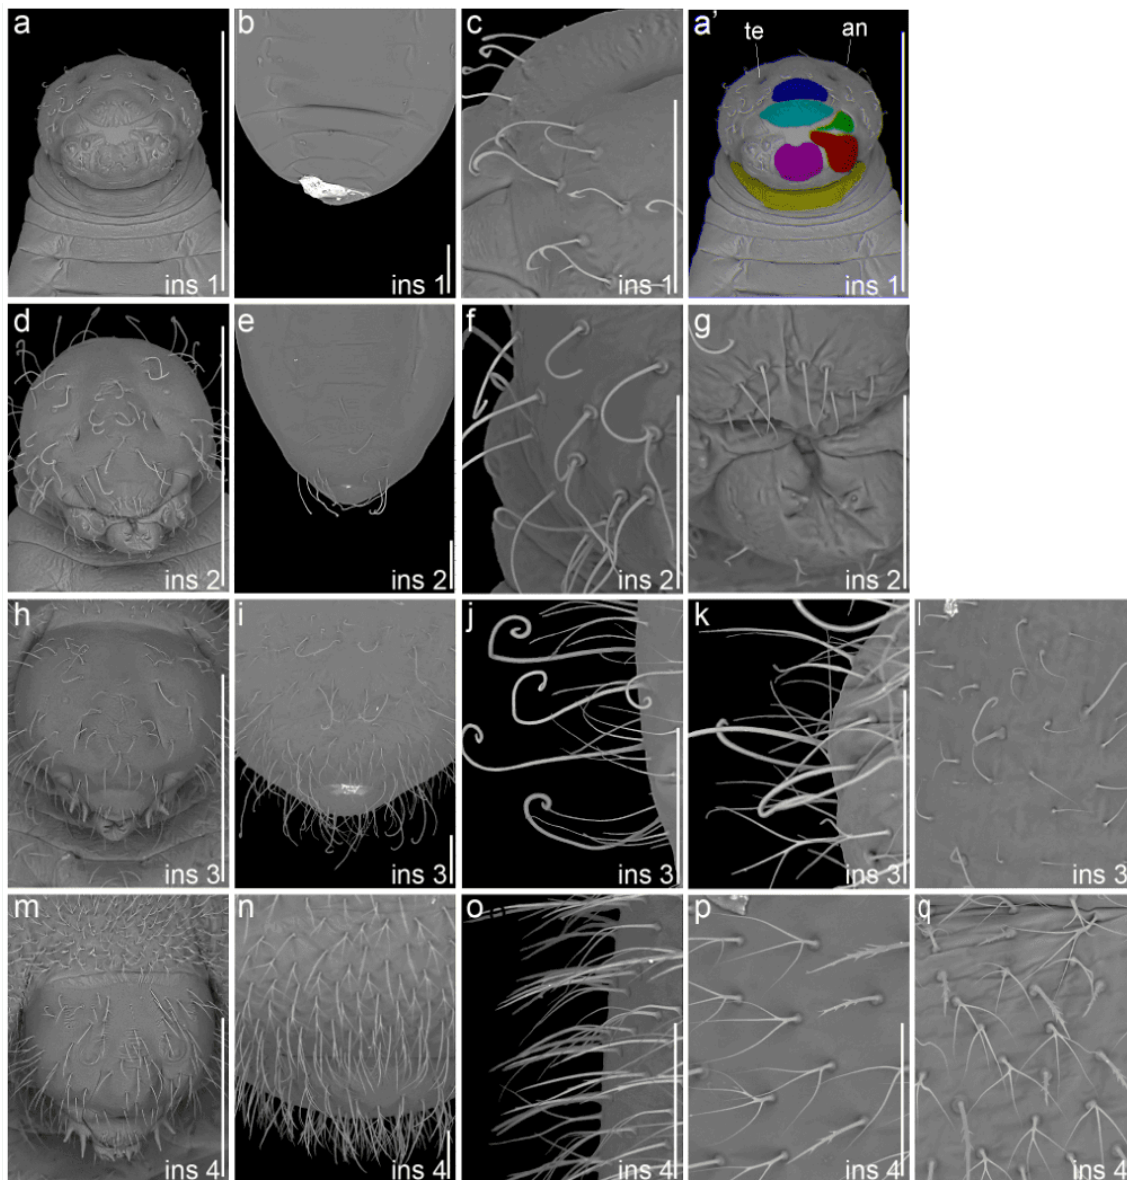 a b c a'
te an
ins 1 ins 1 ins 1 ins 1
d e f g
ins 2 ins 2 ins 2 ins 2
h i j k l
ins 3 ins 3 ins 3 ins 3 ins 3
m n o p q
ins 4 ins 4 ins 4 ins 4 ins 4